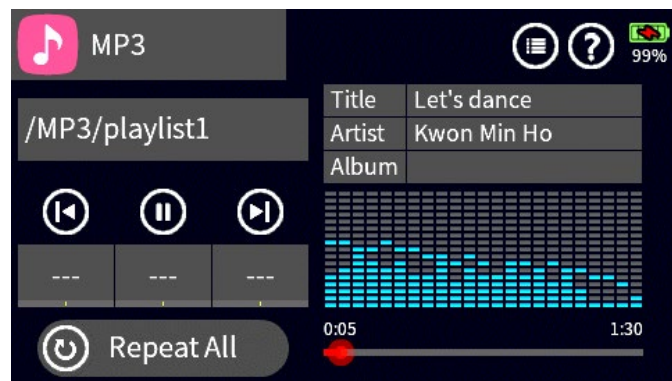 MP3
99%
/MP3/playlist1
Title Let's dance
Artist Kwon Min Ho
Album
--- --- ---
0:05 1:30
Repeat All